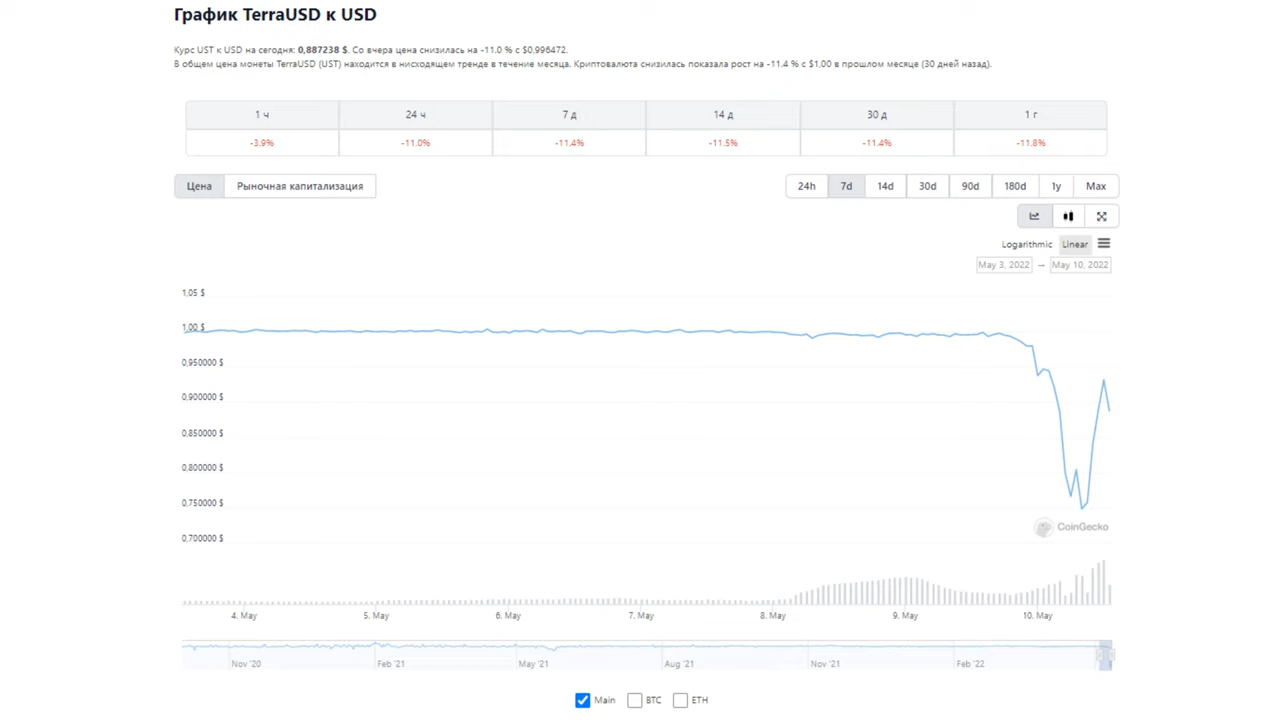 График TerraUSD к USD
Курс UST к USD на сегодня: 0,887238 $. Со вчера цена снизилась на -11.0 % с $0,996472.
В общем цена монеты TerraUSD (UST) находится в нисходящем тренде в течение месяца. Криптовалюта снизилась показала рост на -11.4 % с $1,00 в прошлом месяце (30 дней назад).
1 ч 24 ч 7 д 14 д 30 д 1 г
-3.9% -11.0% -11.4% -11.5% -11.4% -11.8%
Цена Рыночная капитализация 24h 7d 14d 30d 90d 180d 1y Max
Logarithmic Linear
May 3, 2022 → May 10, 2022
1,05 $
1,00 $
0,950000 $
0,900000 $
0,850000 $
0,800000 $
0,750000 $
CoinGecko
0,700000 $
4. May 5. May 6. May 7. May 8. May 9. May 10. May
Nov '20 Feb '21 May '21 Aug '21 Nov '21 Feb '22
Main BTC ETH